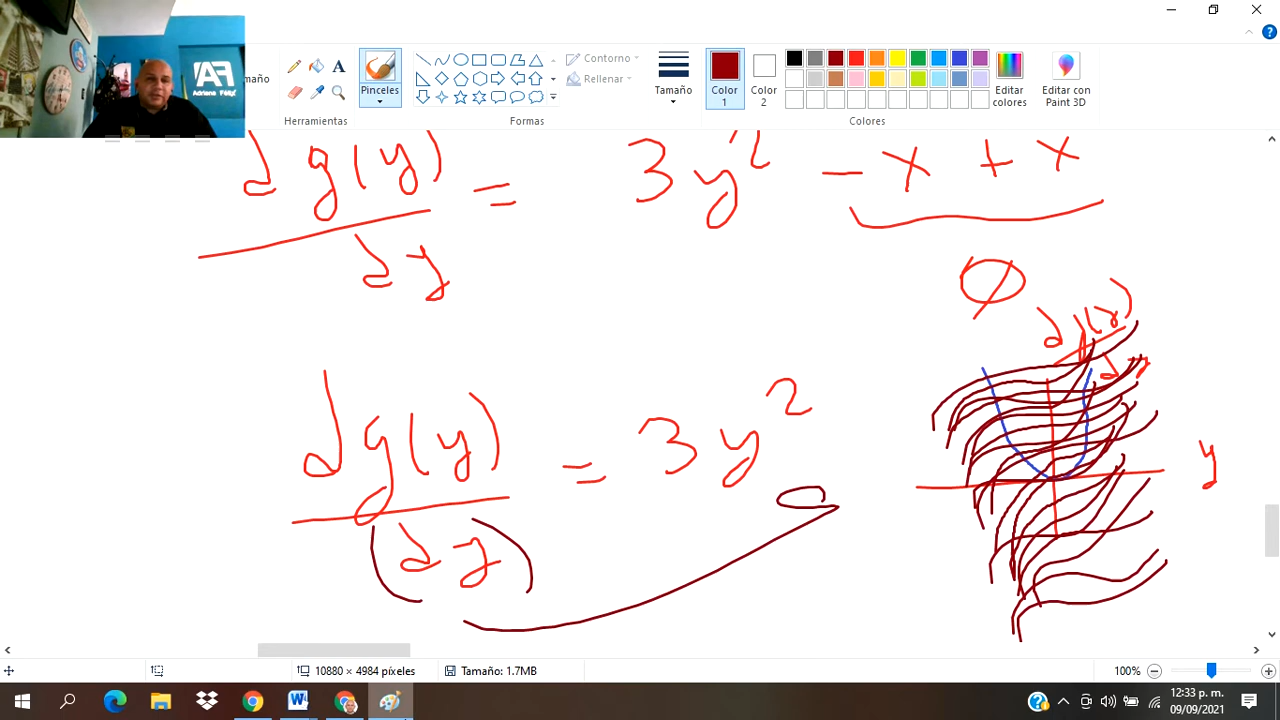 AF
Adriana Félix
maño
Pinceles
Herramientas
Contorno
Rellenar
Formas
Tamaño
Color 1
Color 2
Editar colores
Editar con Paint 3D
Colores
dg(y)/dy = 3y² - x + x
0
dg(y)/dy = 3y²
y
10880 × 4984 píxeles
Tamaño: 1.7MB
100%
12:33 p. m.
09/09/2021